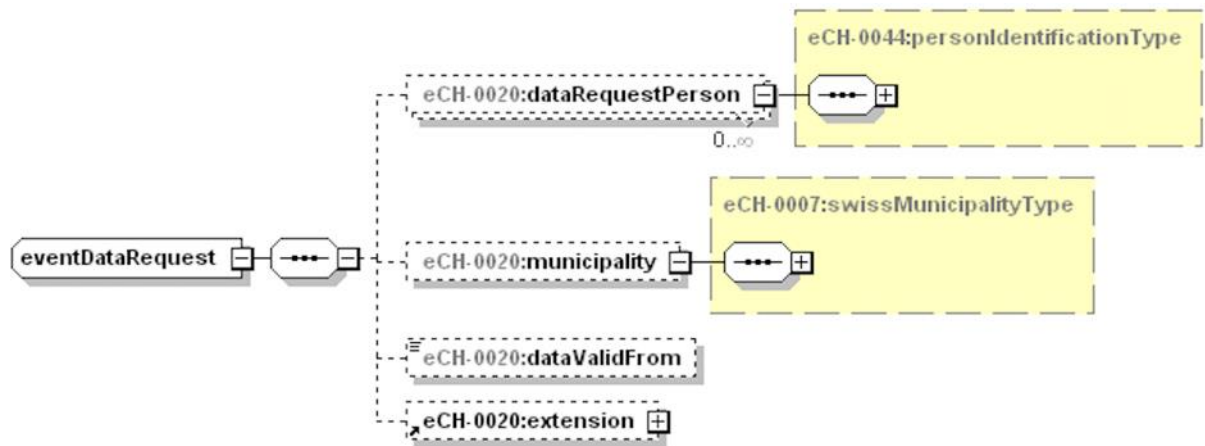 eCH-0044:personIdentificationType
eCH-0020:dataRequestPerson
0..∞
eCH-0007:swissMunicipalityType
eventDataRequest
eCH-0020:municipality
eCH-0020:dataValidFrom
eCH-0020:extension